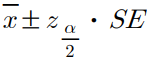 x̅ ± z_{α/2} · SE